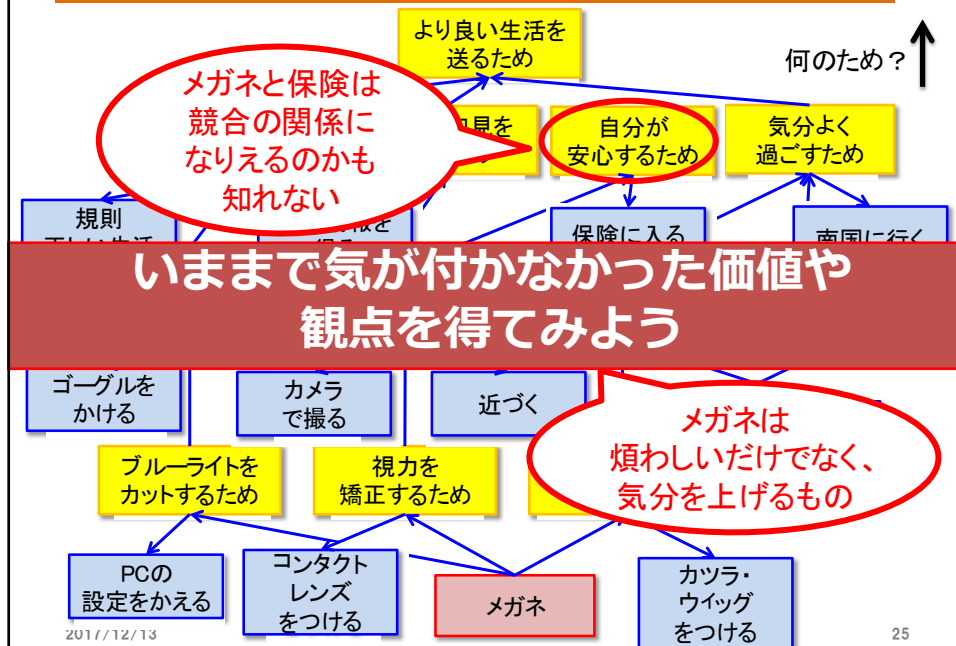 より良い生活を
送るため
何のため？
メガネと保険は
競合の関係に
なりえるのかも
知れない
見を
自分が
安心するため
気分よく
過ごすため
規則
正しい生活
報を
保険に入る
南国に行く
いままで気が付かなかった価値や
観点を得てみよう
ゴーグルを
かける
カメラ
で撮る
近づく
メガネは
煩わしいだけでなく、
気分を上げるもの
ブルーライトを
カットするため
視力を
矯正するため
PCの
設定をかえる
コンタクト
レンズ
をつける
メガネ
カツラ・
ウィッグ
をつける
2017/12/13
25